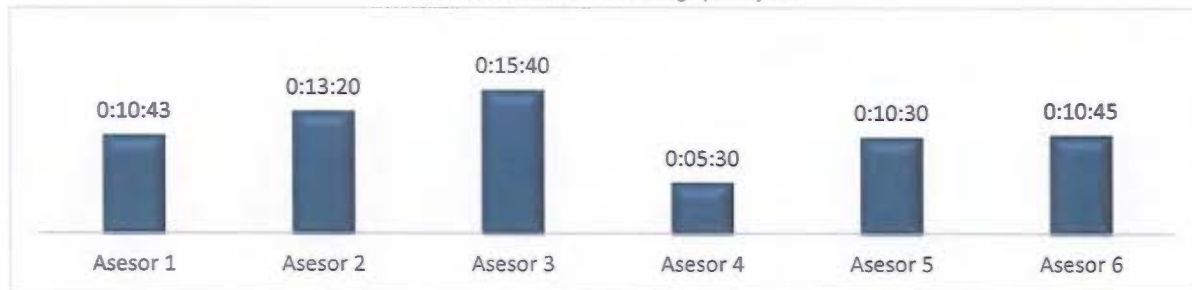 0:10:43
0:13:20
0:15:40
0:05:30
0:10:30
0:10:45
Asesor 1
Asesor 2
Asesor 3
Asesor 4
Asesor 5
Asesor 6